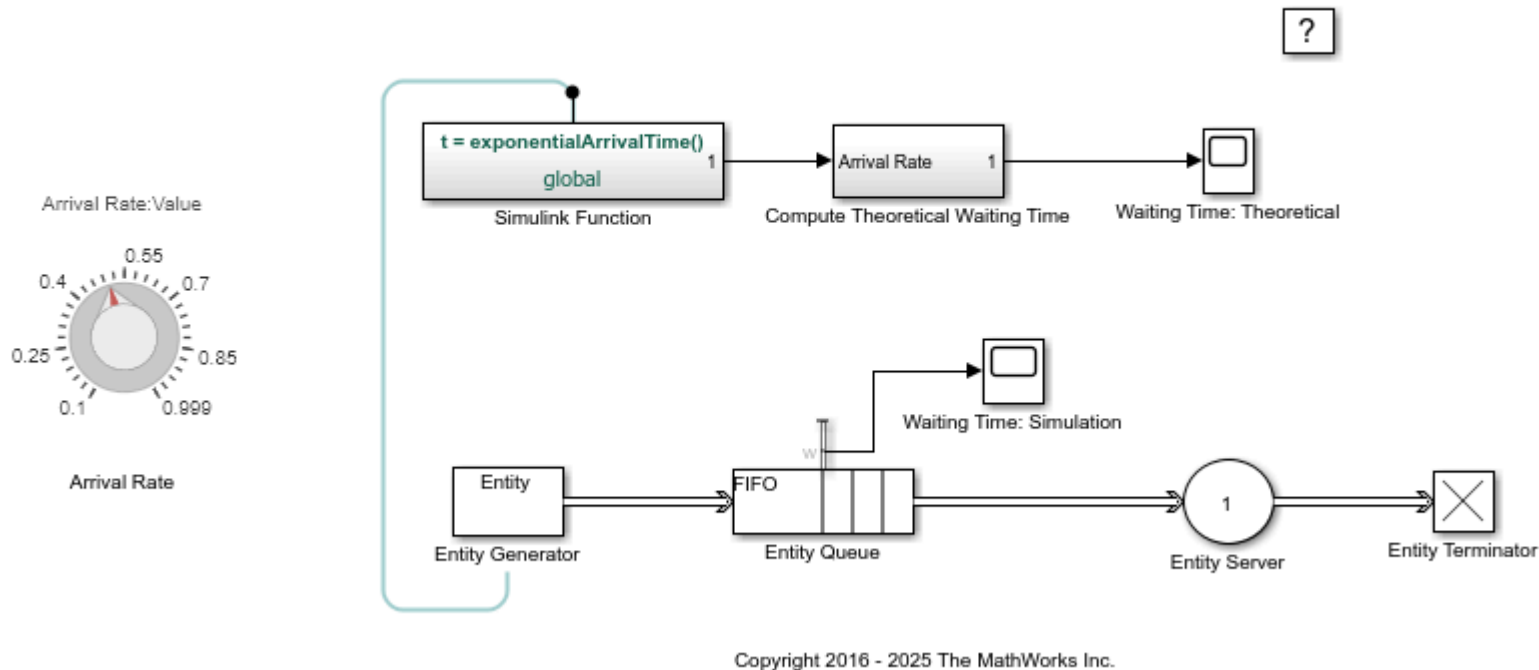 ?
t = exponentialArrivalTime()
1
global
Simulink Function
Arrival Rate
1
Compute Theoretical Waiting Time
Waiting Time: Theoretical
Arrival Rate:Value
0.55
0.4
0.7
0.25
0.85
0.1
0.999
Arrival Rate
Waiting Time: Simulation
w
Entity
Entity Generator
FIFO
Entity Queue
1
Entity Server
Entity Terminator
Copyright 2016 - 2025 The MathWorks Inc.